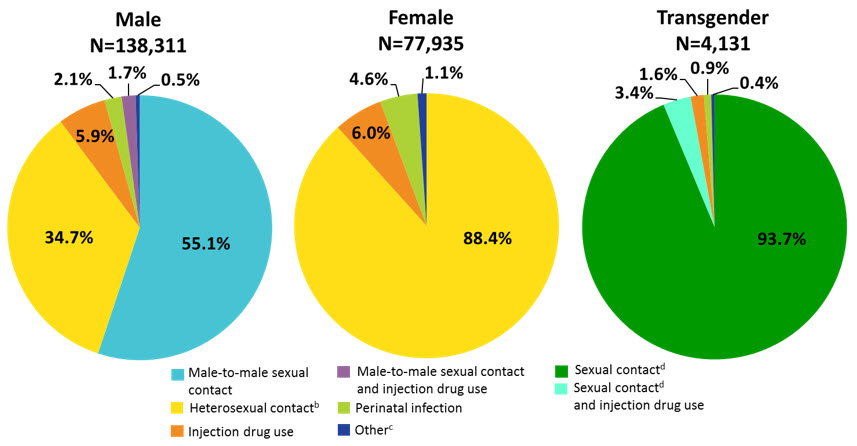 Male
N=138,311
Female
N=77,935
Transgender
N=4,131
2.1%
1.7%
0.5%
5.9%
34.7%
55.1%
4.6%
1.1%
6.0%
88.4%
3.4%
1.6%
0.9%
0.4%
93.7%
Male-to-male sexual
contact
Heterosexual contactᵇ
Injection drug use
Male-to-male sexual contact
and injection drug use
Perinatal infection
Otherᶜ
Sexual contactᵈ
Sexual contactᵈ
and injection drug use